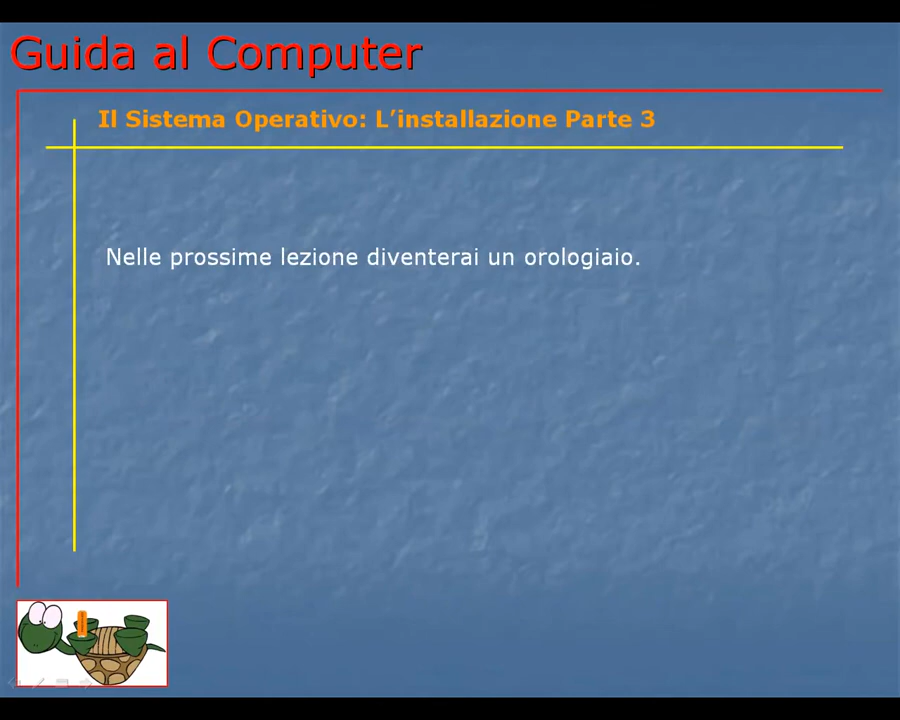 Guida al Computer
Il Sistema Operativo: L’installazione Parte 3
Nelle prossime lezione diventerai un orologiaio.